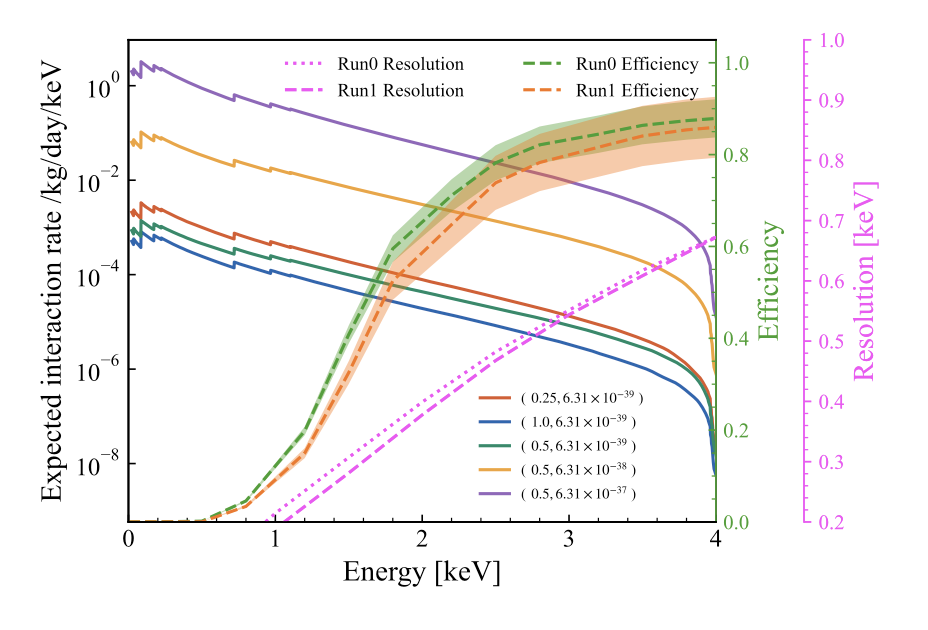 Run0 Resolution
Run1 Resolution
Run0 Efficiency
Run1 Efficiency
Expected interaction rate /kg/day/keV
10⁰
10⁻²
10⁻⁴
10⁻⁶
10⁻⁸
( 0.25, 6.31×10⁻³⁹ )
( 1.0, 6.31×10⁻³⁹ )
( 0.5, 6.31×10⁻³⁹ )
( 0.5, 6.31×10⁻³⁸ )
( 0.5, 6.31×10⁻³⁷ )
0
1
2
3
4
Energy [keV]
1.0
0.8
0.6
0.4
0.2
0.0
Efficiency
1.0
0.9
0.8
0.7
0.6
0.5
0.4
0.3
0.2
Resolution [keV]